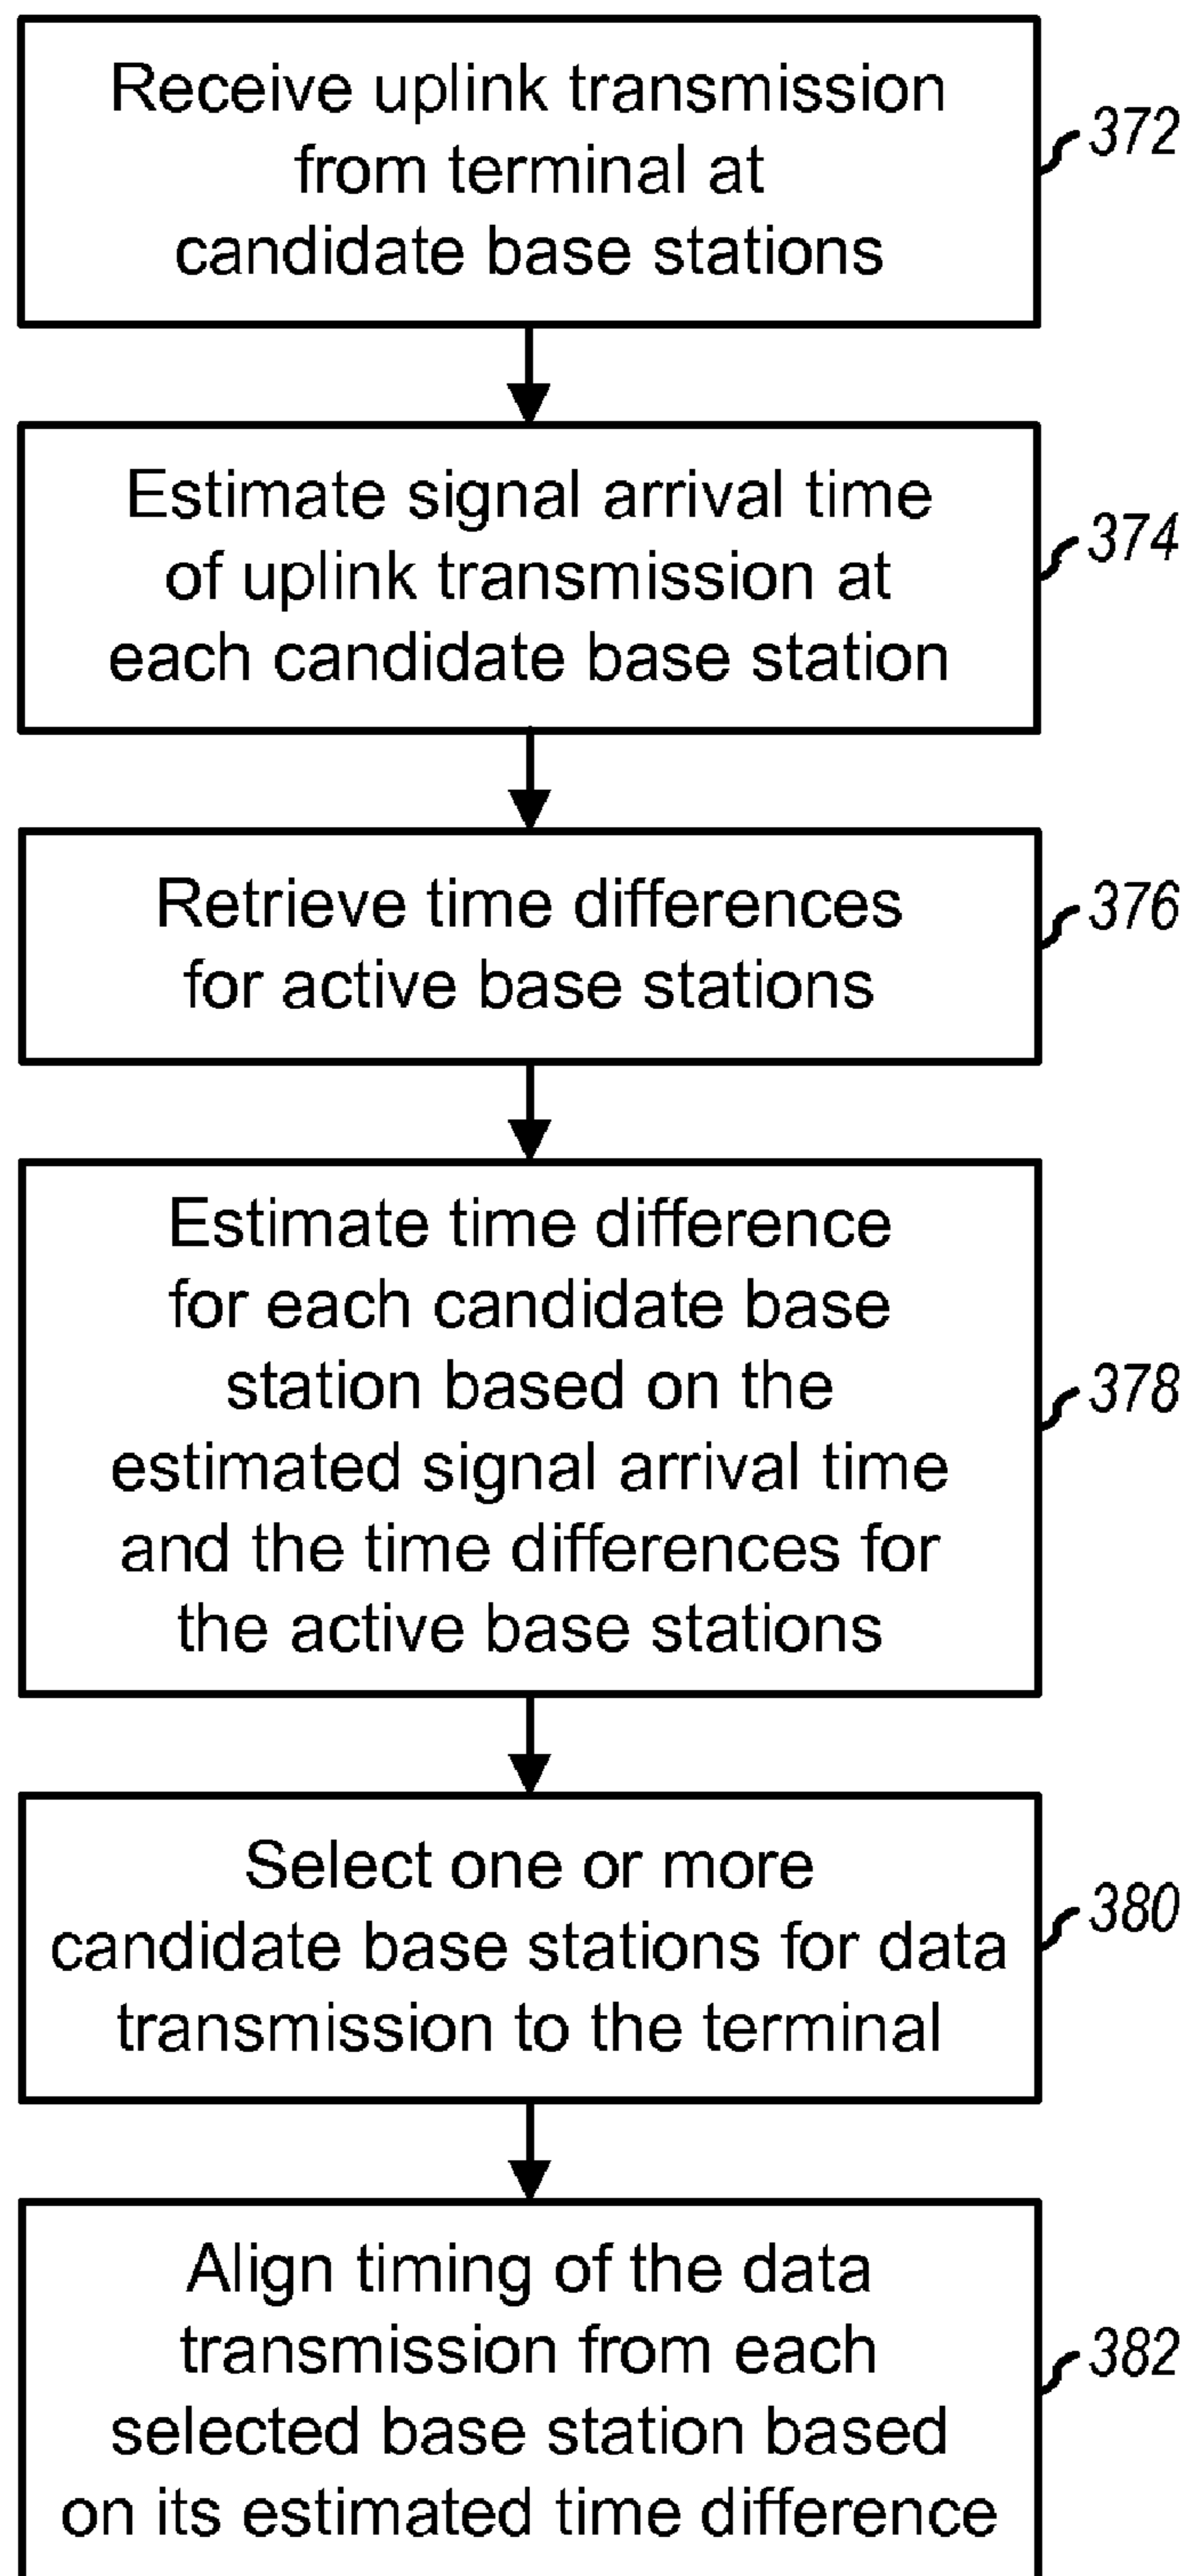 Receive uplink transmission
from terminal at
candidate base stations
372
Estimate signal arrival time
of uplink transmission at
each candidate base station
374
Retrieve time differences
for active base stations
376
Estimate time difference
for each candidate base
station based on the
estimated signal arrival time
and the time differences for
the active base stations
378
Select one or more
candidate base stations for data
transmission to the terminal
380
Align timing of the data
transmission from each
selected base station based
on its estimated time difference
382